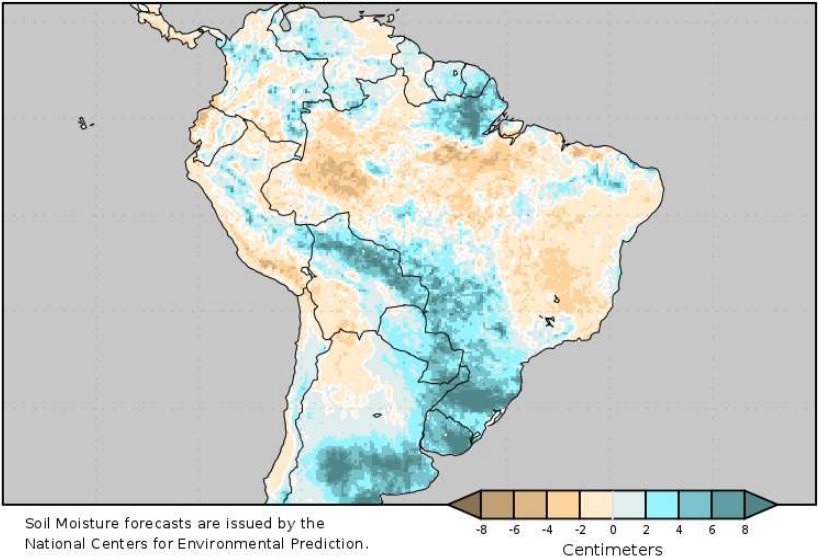 -8 -6 -4 -2 0 2 4 6 8
Soil Moisture forecasts are issued by the
National Centers for Environmental Prediction.
Centimeters